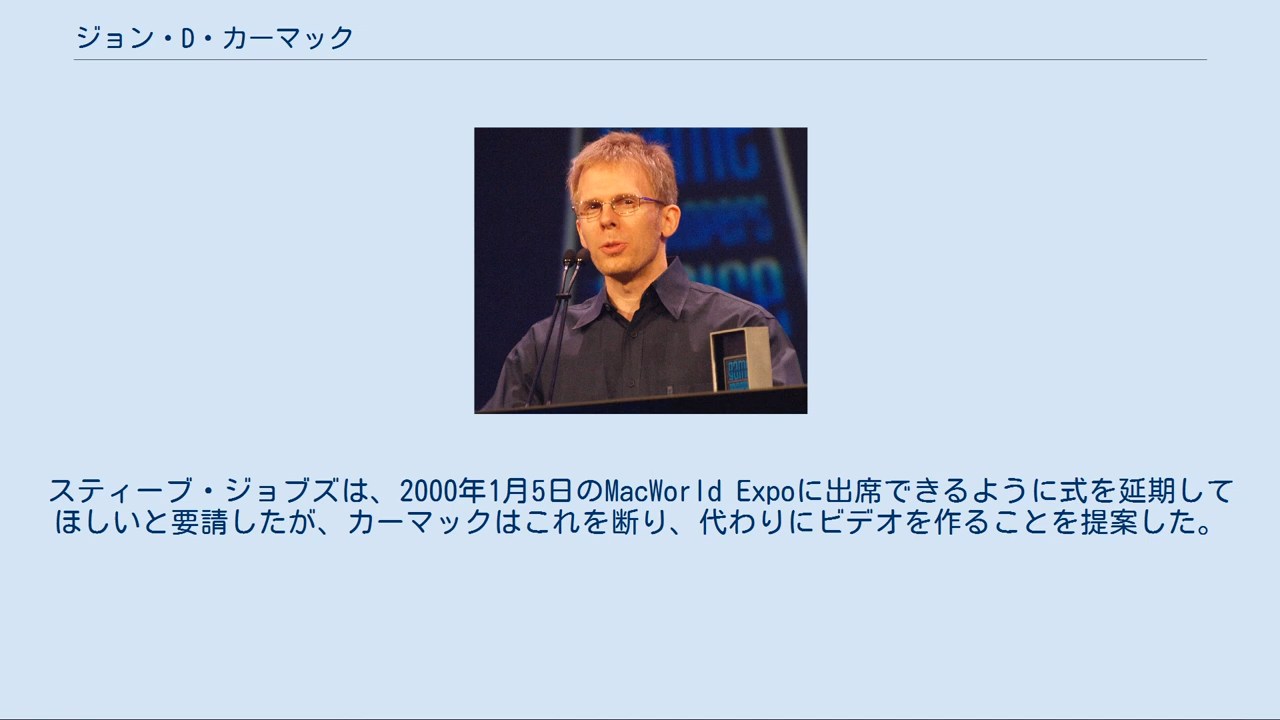 ジョン・D・カーマック
スティーブ・ジョブズは、2000年1月5日のMacWorld Expoに出席できるように式を延期して
ほしいと要請したが、カーマックはこれを断り、代わりにビデオを作ることを提案した。